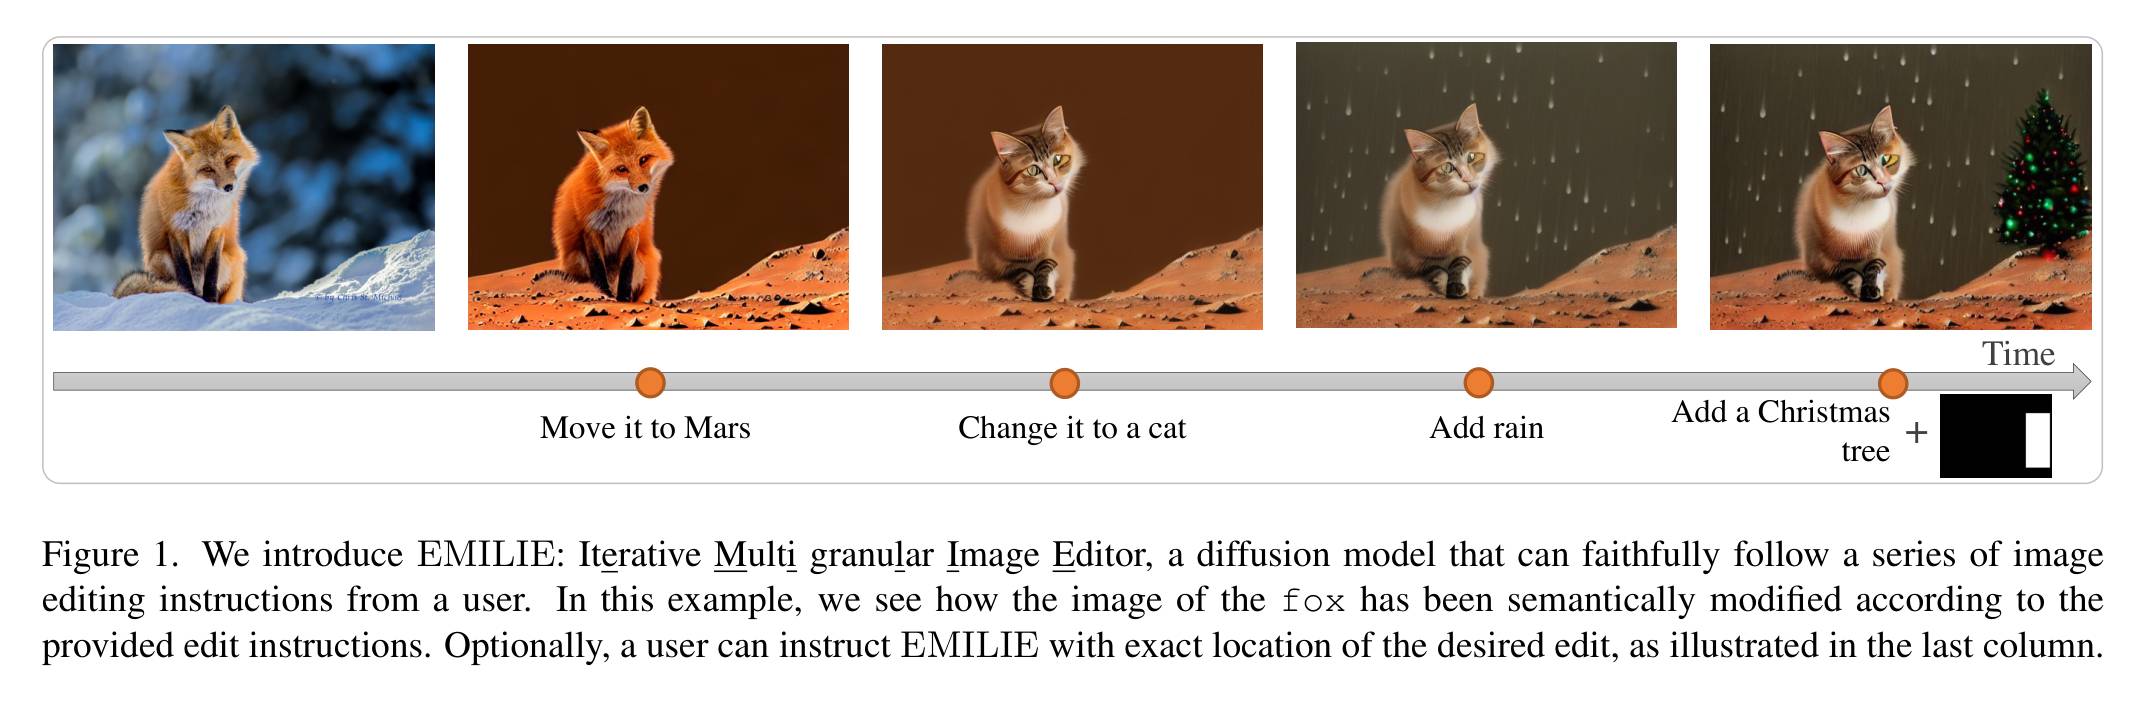 Time
Move it to Mars
Change it to a cat
Add rain
Add a Christmas
tree
+
Figure 1. We introduce EMILIE: Iterative Multi granular Image Editor, a diffusion model that can faithfully follow a series of image
editing instructions from a user. In this example, we see how the image of the fox has been semantically modified according to the
provided edit instructions. Optionally, a user can instruct EMILIE with exact location of the desired edit, as illustrated in the last column.